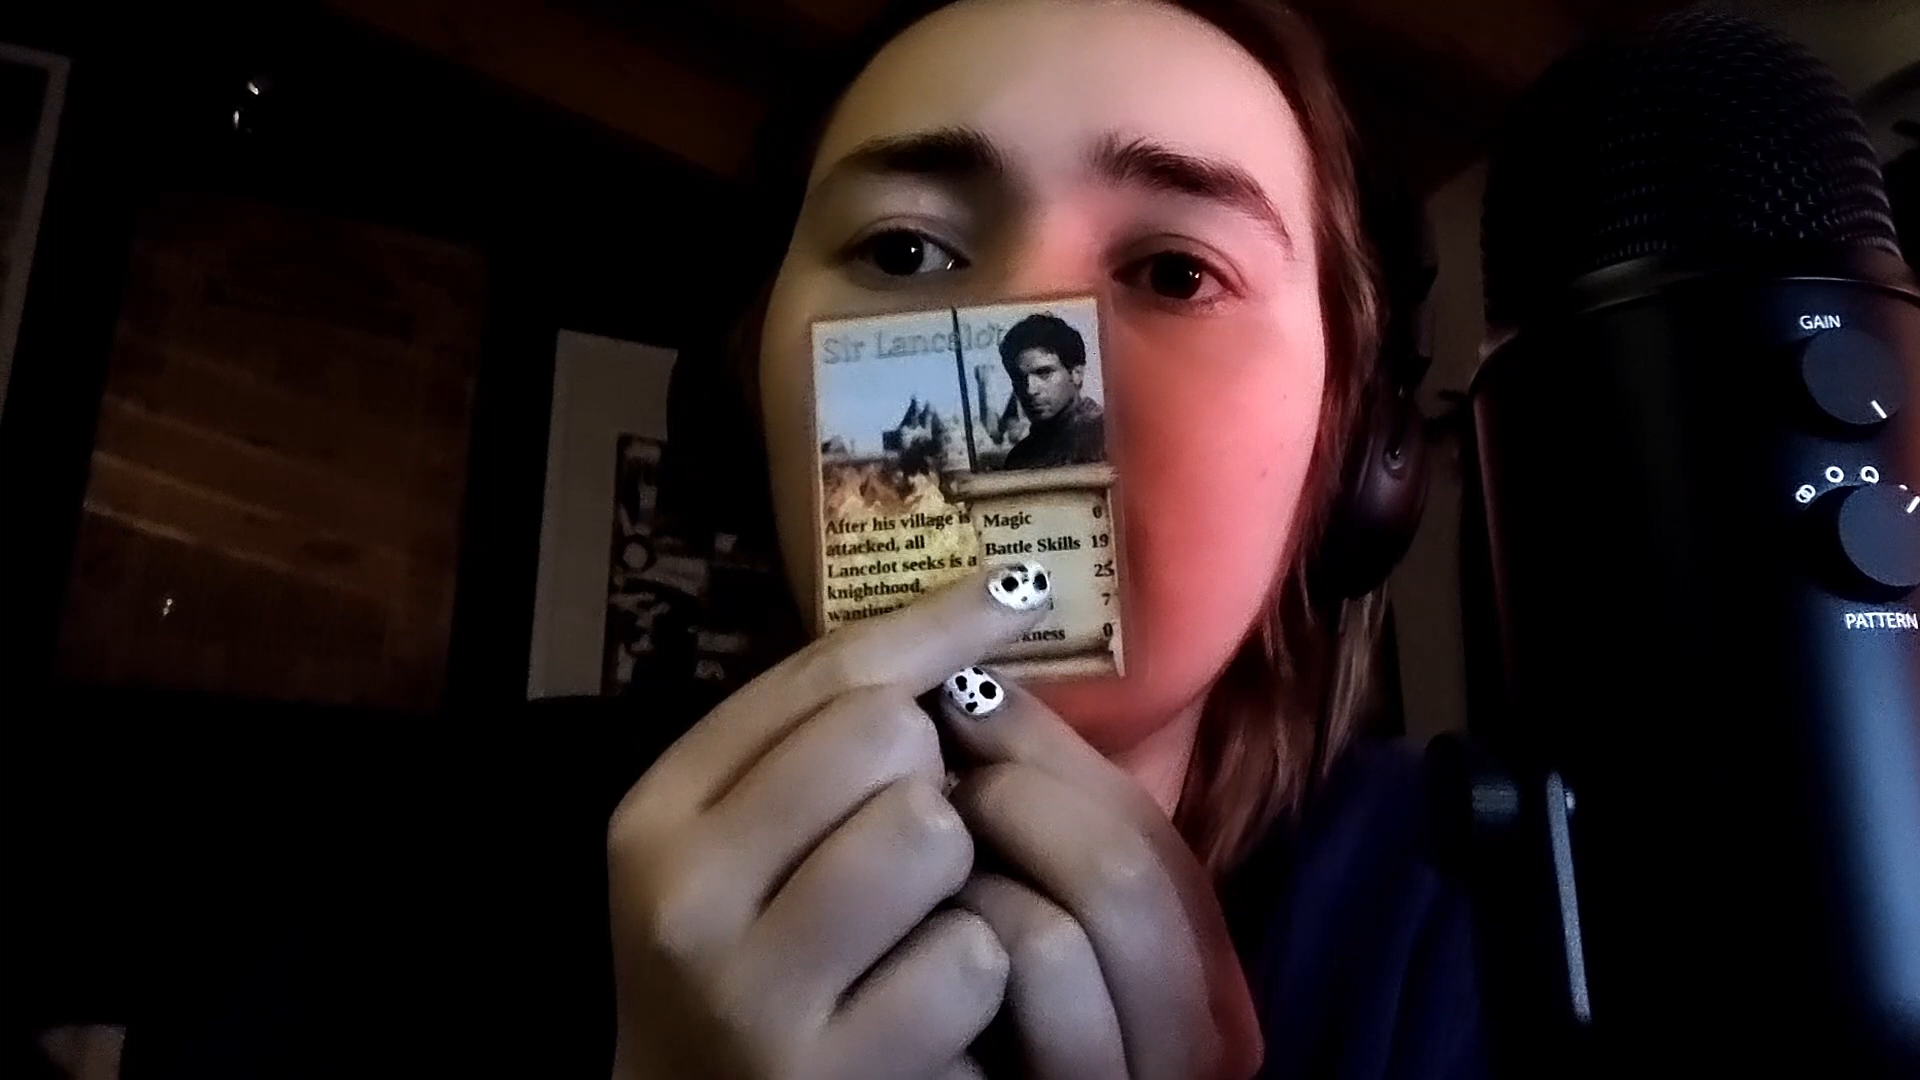 Sir Lancelot
After his village is
attacked, all
Lancelot seeks is a
knighthood,
Magic 0
Battle Skills 19
25
7
0
GAIN
PATTERN